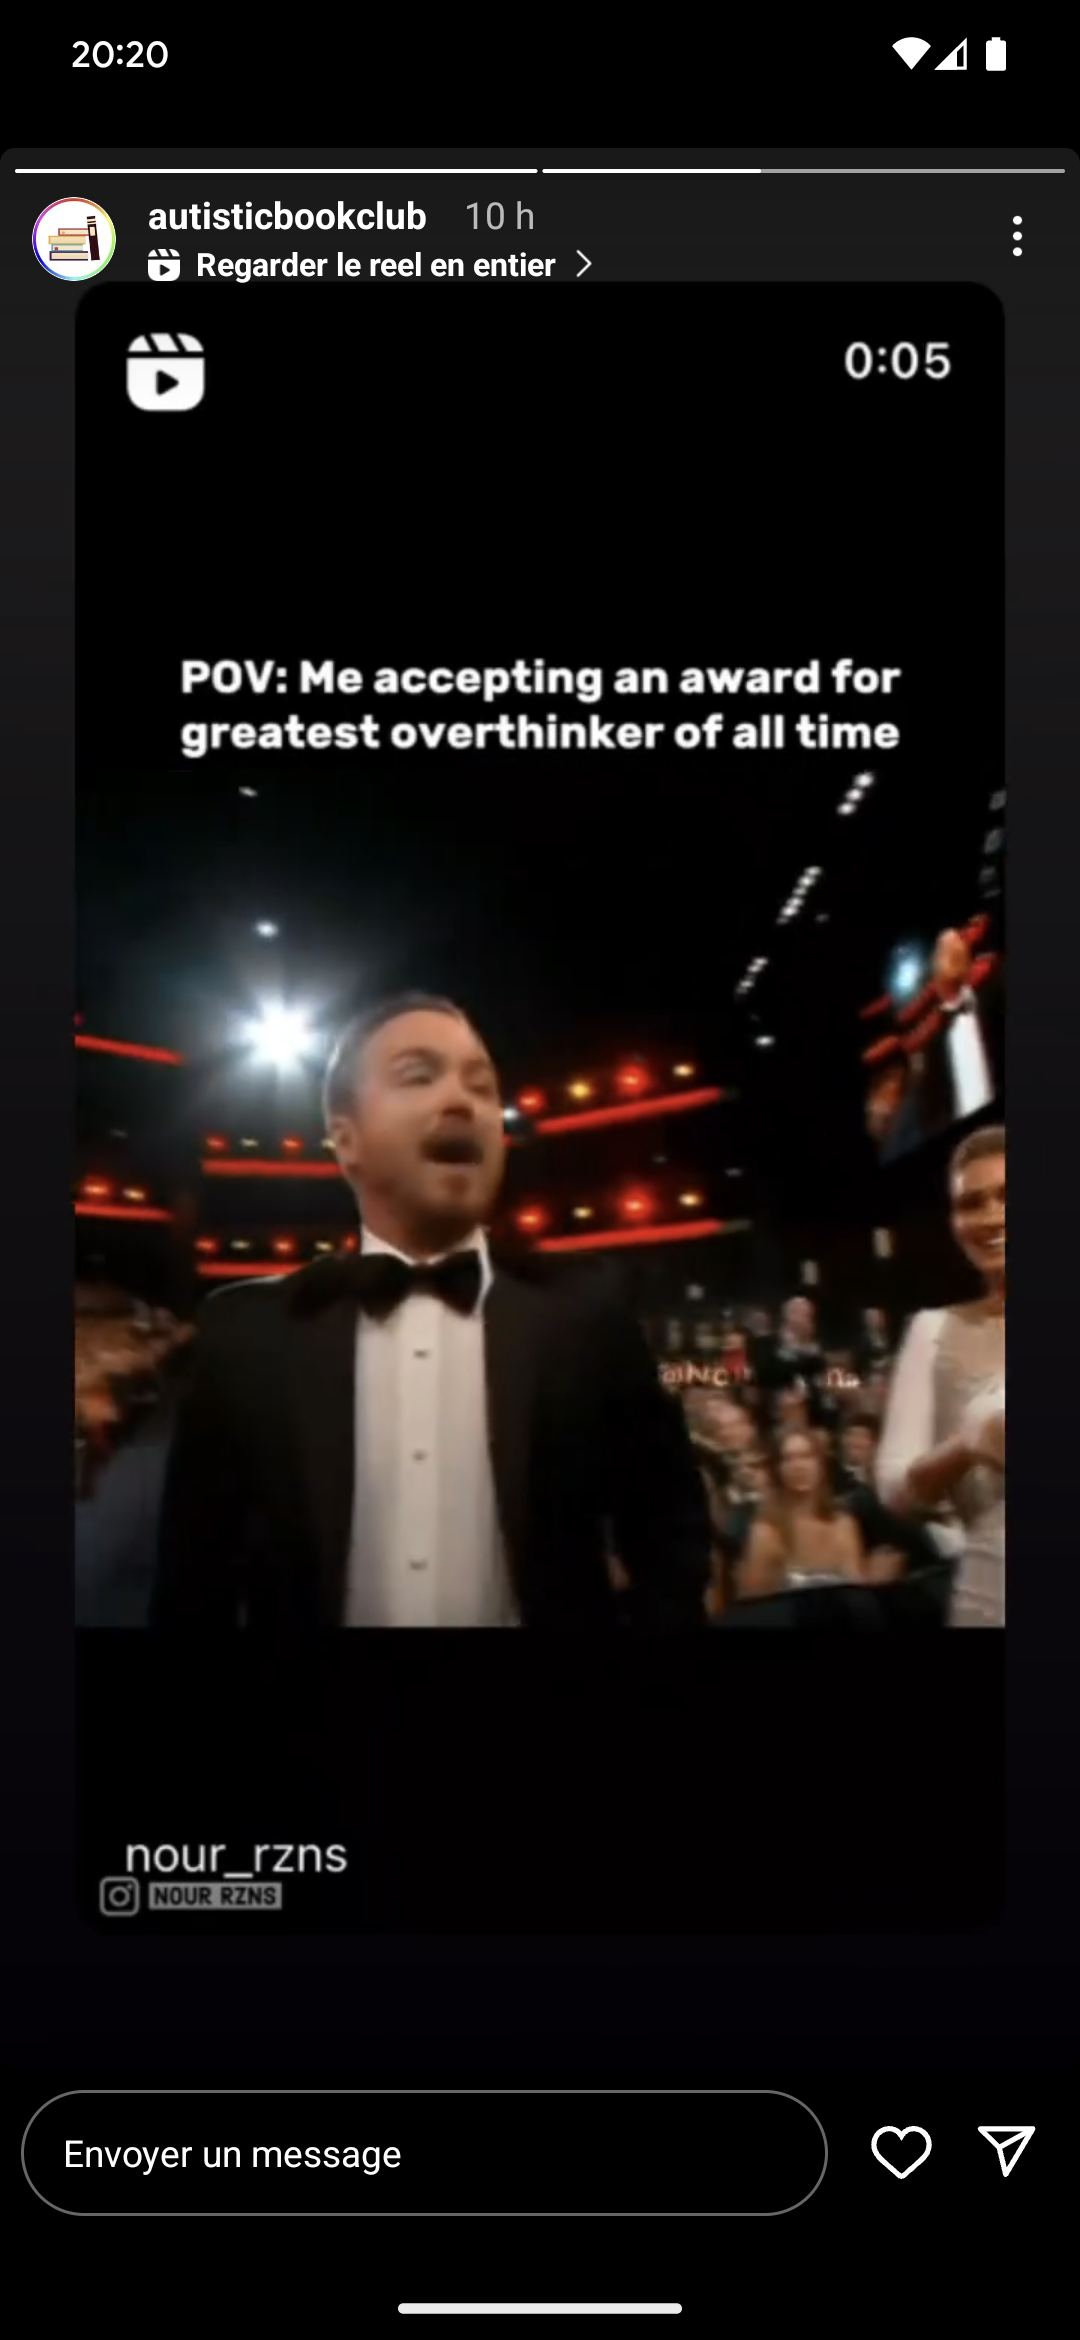 20:20
autisticbookclub 10 h
Regarder le reel en entier
0:05
POV: Me accepting an award for
greatest overthinker of all time
nour_rzns
NOUR RZNS
Envoyer un message